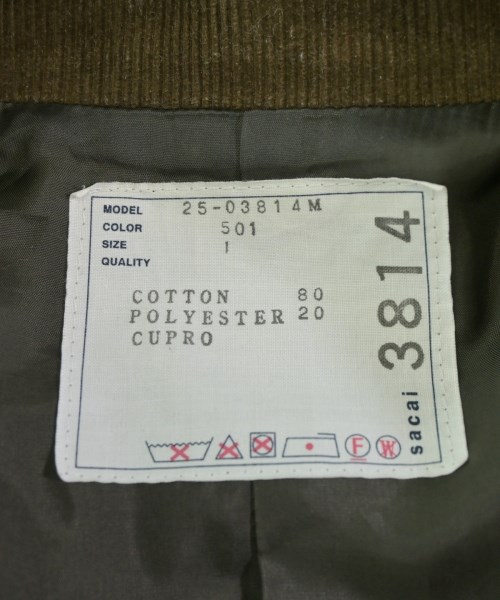 MODEL 25-03814M
COLOR 501
SIZE 1
QUALITY
COTTON 80
POLYESTER 20
CUPRO
sacai 3814
F
W